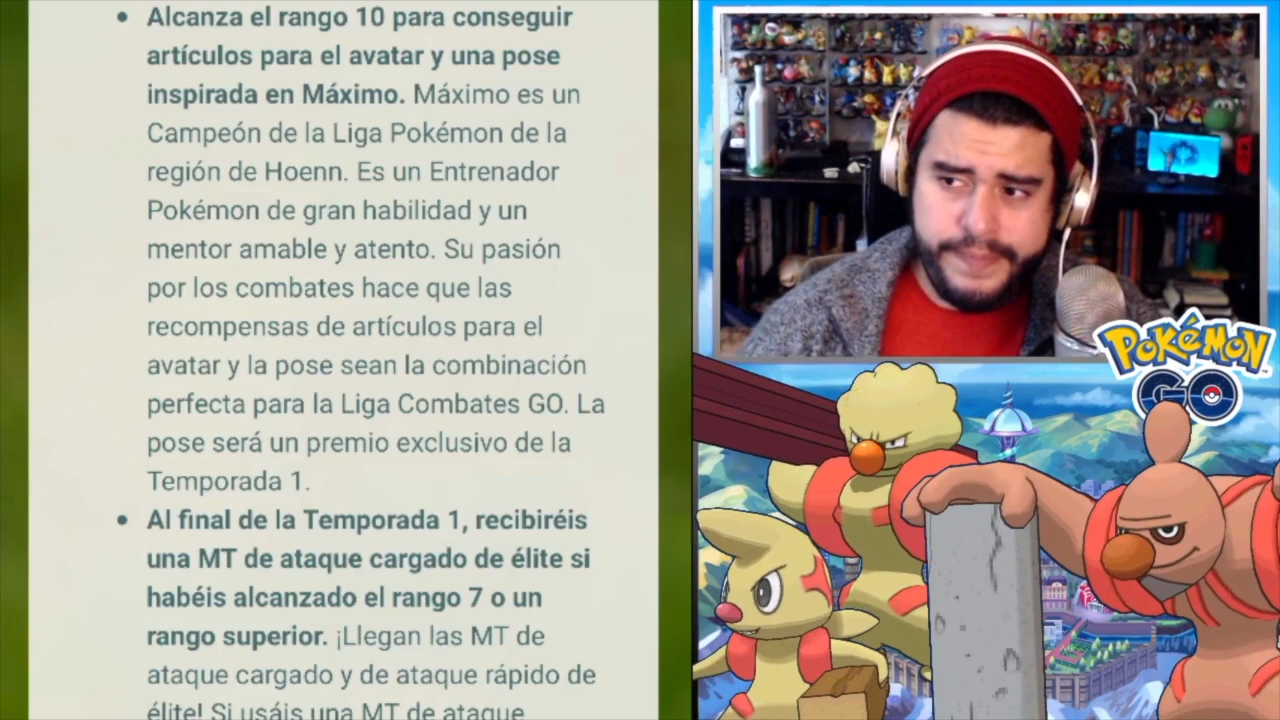 Alcanza el rango 10 para conseguir
artículos para el avatar y una pose
inspirada en Máximo. Máximo es un
Campeón de la Liga Pokémon de la
región de Hoenn. Es un Entrenador
Pokémon de gran habilidad y un
mentor amable y atento. Su pasión
por los combates hace que las
recompensas de artículos para el
avatar y la pose sean la combinación
perfecta para la Liga Combates GO. La
pose será un premio exclusivo de la
Temporada 1.
Al final de la Temporada 1, recibiréis
una MT de ataque cargado de élite si
habéis alcanzado el rango 7 o un
rango superior. ¡Llegan las MT de
ataque cargado y de ataque rápido de
élite! Si usáis una MT de ataque
POKÉMON
GO